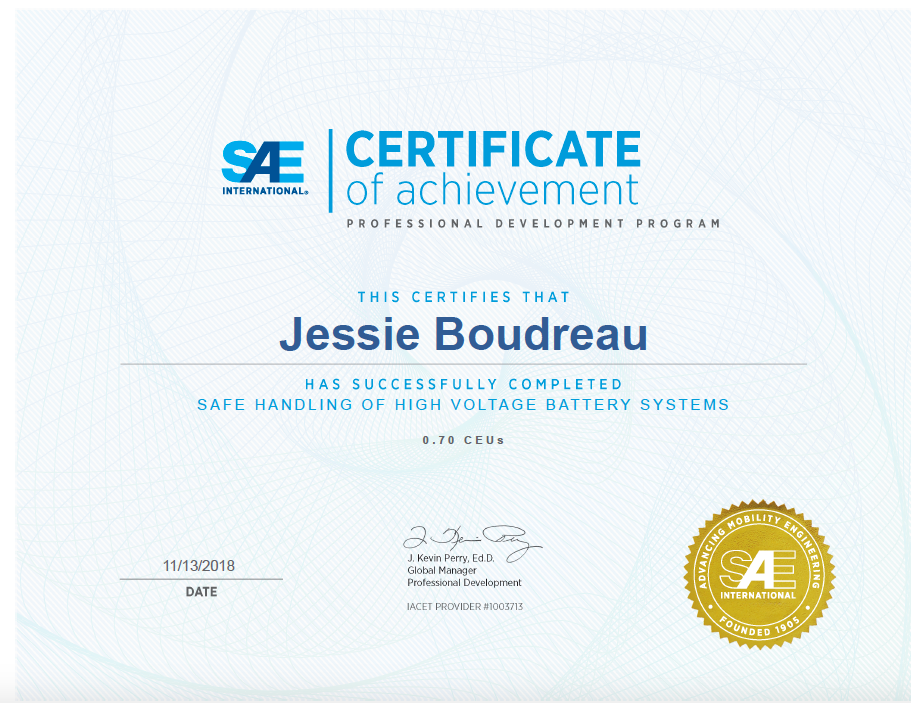 SAE
INTERNATIONAL®
CERTIFICATE
of achievement
PROFESSIONAL DEVELOPMENT PROGRAM
THIS CERTIFIES THAT
Jessie Boudreau
HAS SUCCESSFULLY COMPLETED
SAFE HANDLING OF HIGH VOLTAGE BATTERY SYSTEMS
0.70 CEUs
11/13/2018
DATE
J. Kevin Perry
J. Kevin Perry, Ed.D.
Global Manager
Professional Development
IACET PROVIDER #1003713
ADVANCING MOBILITY ENGINEERING
SAE
INTERNATIONAL
• FOUNDED 1905 •